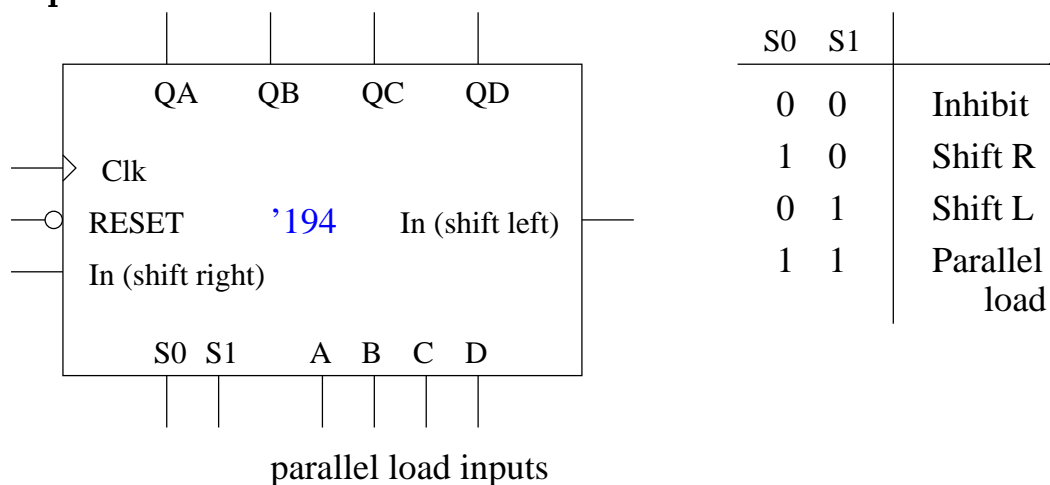 QA QB QC QD
Clk
RESET '194 In (shift left)
In (shift right)
S0 S1 A B C D
parallel load inputs
S0 S1
0 0 Inhibit
1 0 Shift R
0 1 Shift L
1 1 Parallel
load